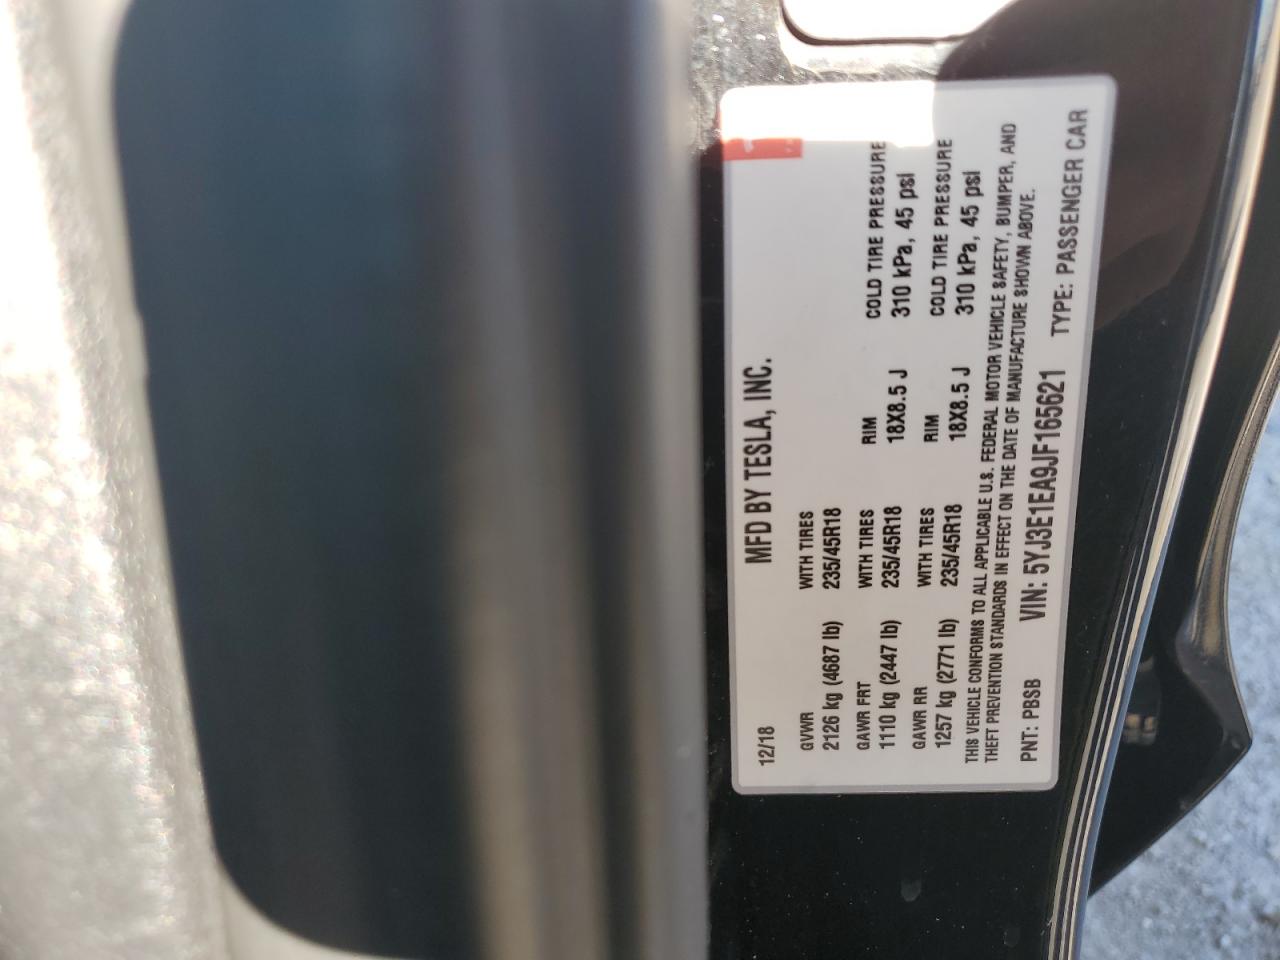 MFD BY TESLA, INC.
12/18
GVWR WITH TIRES
2126 kg (4687 lb) 235/45R18
GAWR FRT WITH TIRES RIM COLD TIRE PRESSURE
1110 kg (2447 lb) 235/45R18 18X8.5 J 310 kPa, 45 psi
GAWR RR WITH TIRES RIM COLD TIRE PRESSURE
1257 kg (2771 lb) 235/45R18 18X8.5 J 310 kPa, 45 psi
THIS VEHICLE CONFORMS TO ALL APPLICABLE U.S. FEDERAL MOTOR VEHICLE SAFETY, BUMPER, AND
THEFT PREVENTION STANDARDS IN EFFECT ON THE DATE OF MANUFACTURE SHOWN ABOVE.
PNT: PBSB VIN: 5YJ3E1EA9JF165621 TYPE: PASSENGER CAR